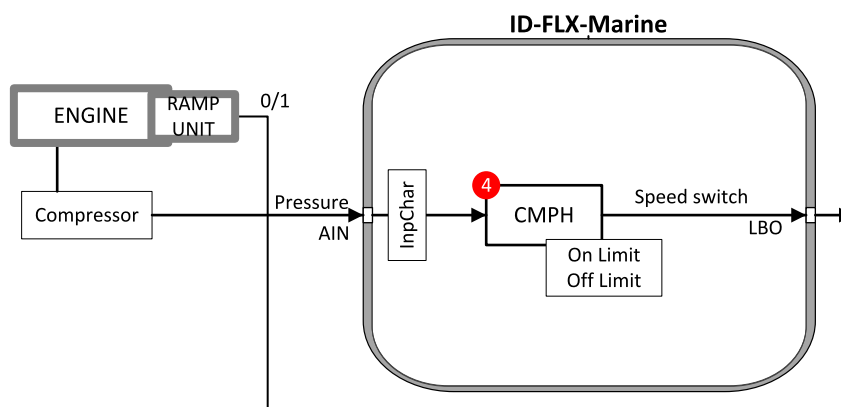 ID-FLX-Marine
ENGINE
RAMP
UNIT
0/1
Compressor
Pressure
AIN
InpChar
4
CMPH
On Limit
Off Limit
Speed switch
LBO